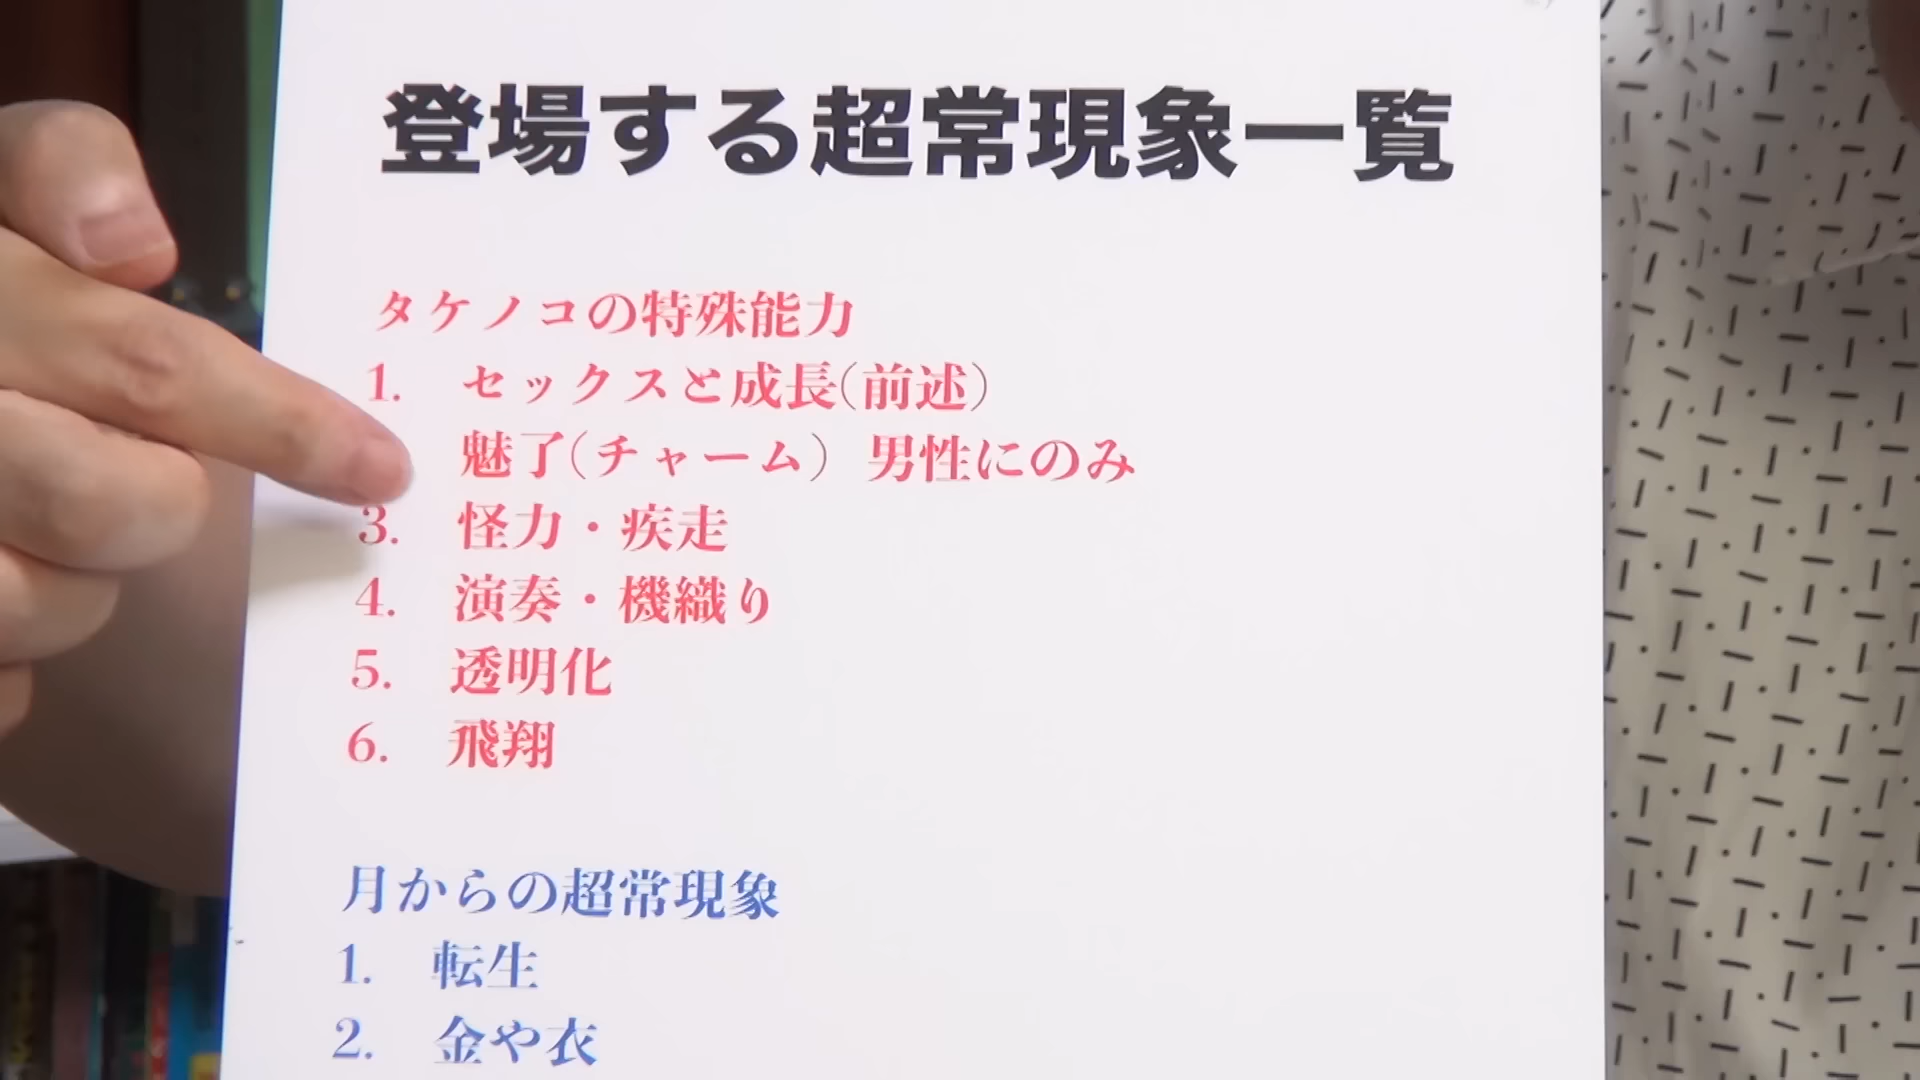 登場する超常現象一覧
タケノコの特殊能力
1. セックスと成長(前述)
魅了(チャーム) 男性にのみ
3. 怪力・疾走
4. 演奏・機織り
5. 透明化
6. 飛翔
月からの超常現象
1. 転生
2. 金や衣